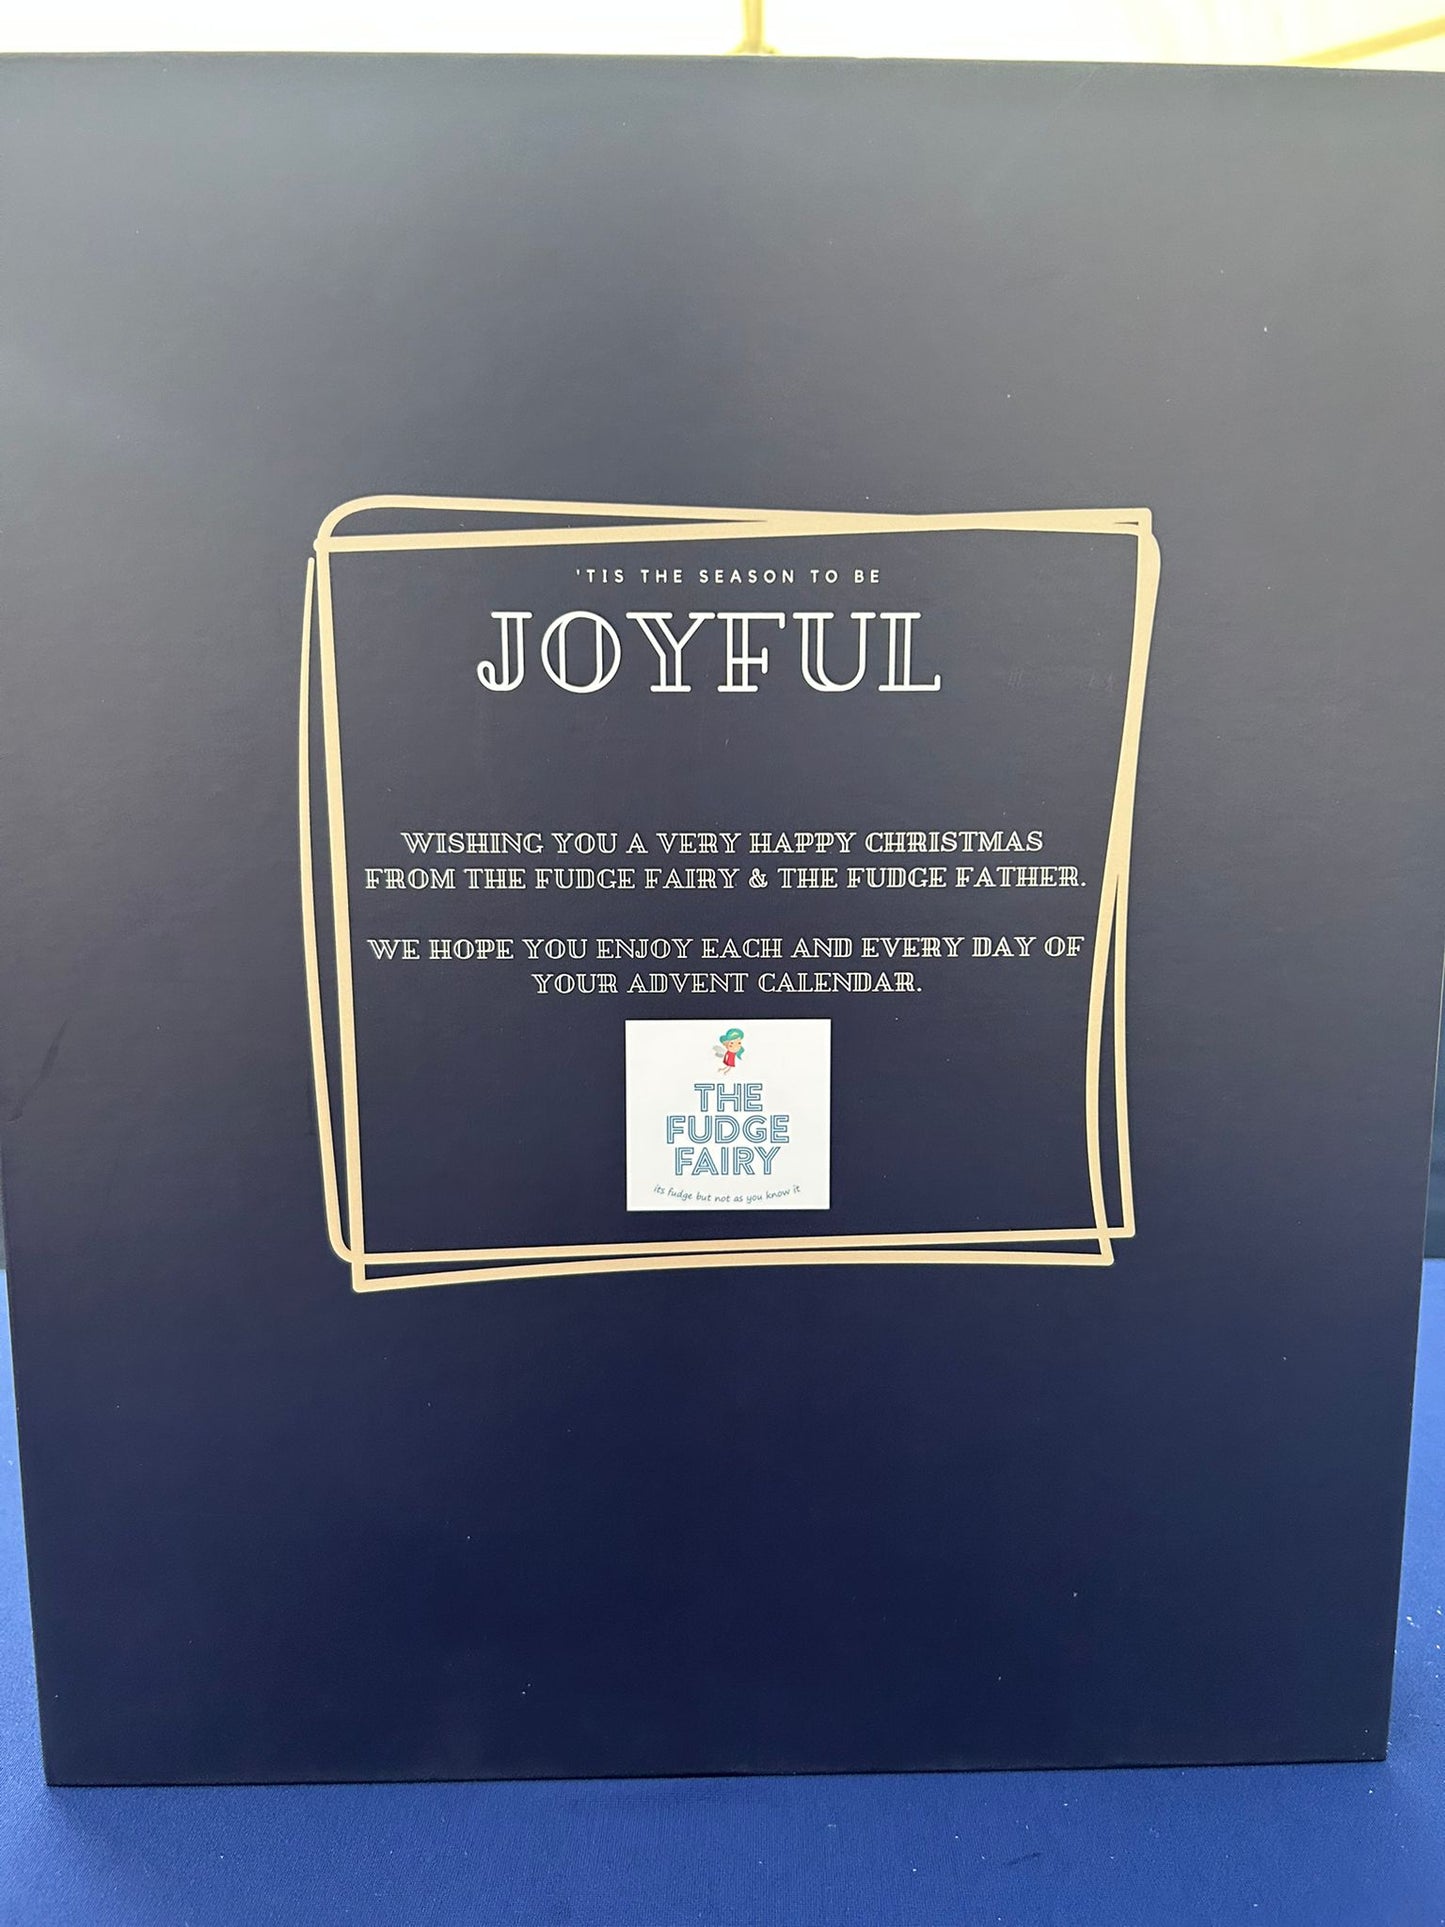 'TIS THE SEASON TO BE
JOYFUL
WISHING YOU A VERY HAPPY CHRISTMAS
FROM THE FUDGE FAIRY & THE FUDGE FATHER.
WE HOPE YOU ENJOY EACH AND EVERY DAY OF
YOUR ADVENT CALENDAR.
THE
FUDGE
FAIRY
its fudge but not as you know it